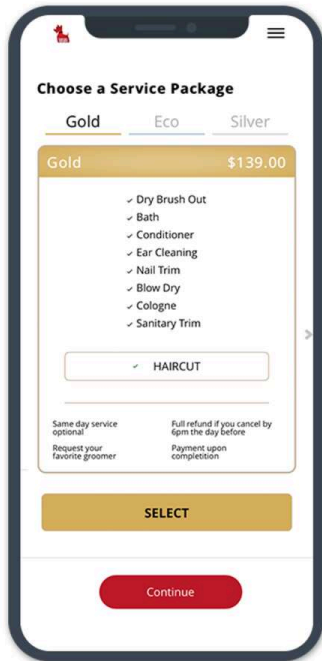 Choose a Service Package
Gold Eco Silver
Gold $139.00
✓ Dry Brush Out
✓ Bath
✓ Conditioner
✓ Ear Cleaning
✓ Nail Trim
✓ Blow Dry
✓ Cologne
✓ Sanitary Trim
✓ HAIRCUT
Same day service
optional
Full refund if you cancel by
6pm the day before
Request your
favorite groomer
Payment upon
completition
SELECT
Continue